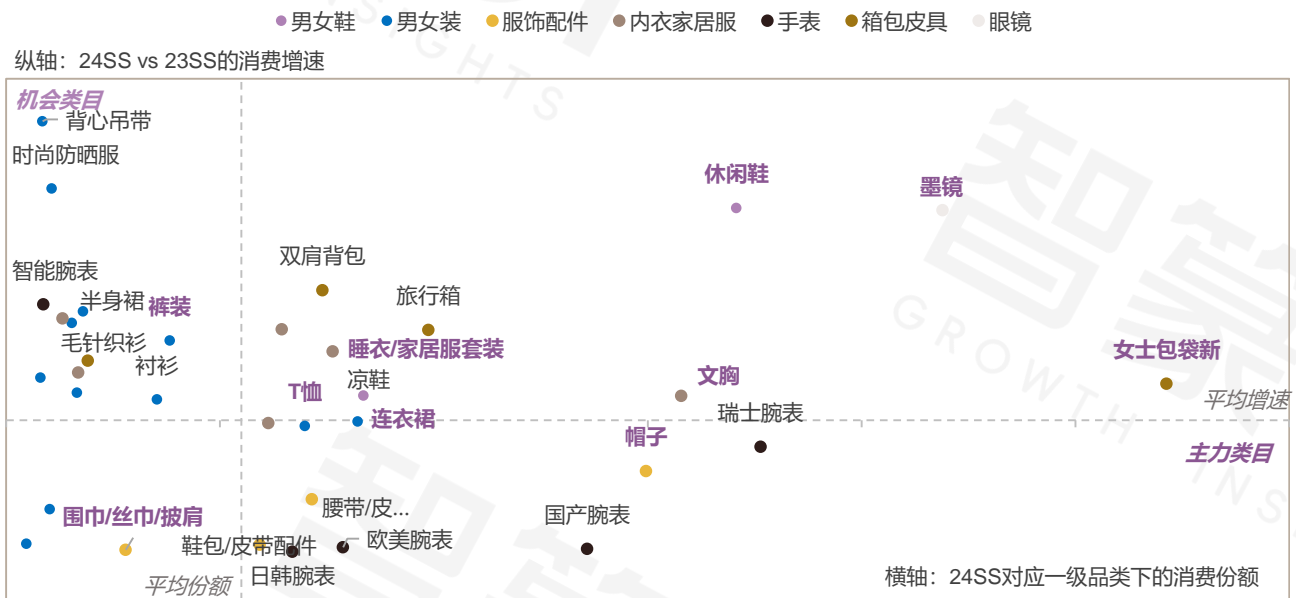 男女鞋 男女装 服饰配件 内衣家居服 手表 箱包皮具 眼镜
纵轴：24SS vs 23SS的消费增速
机会类目
背心吊带
时尚防晒服
休闲鞋
墨镜
双肩背包
智能腕表
旅行箱
半身裙
裤装
毛针织衫
睡衣/家居服套装
女士包袋新
衬衫
凉鞋
文胸
T恤
平均增速
瑞士腕表
连衣裙
帽子
主力类目
围巾/丝巾/披肩
腰带/皮...
国产腕表
鞋包/皮带配件
欧美腕表
日韩腕表
平均份额
横轴：24SS对应一级品类下的消费份额
智篆
GROWTH INS
INSIGHTS
智篆